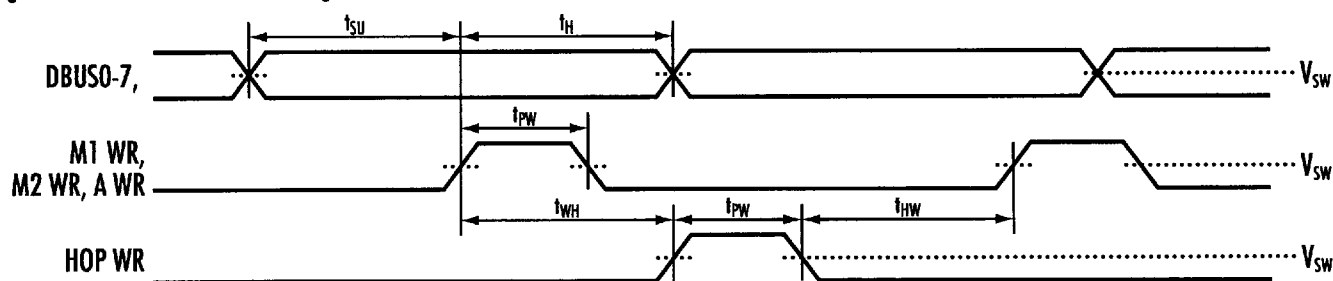 tSU tH
DBUS0-7, VSW
tPW
M1 WR,
M2 WR, A WR VSW
tWH tPW tHW
HOP WR VSW